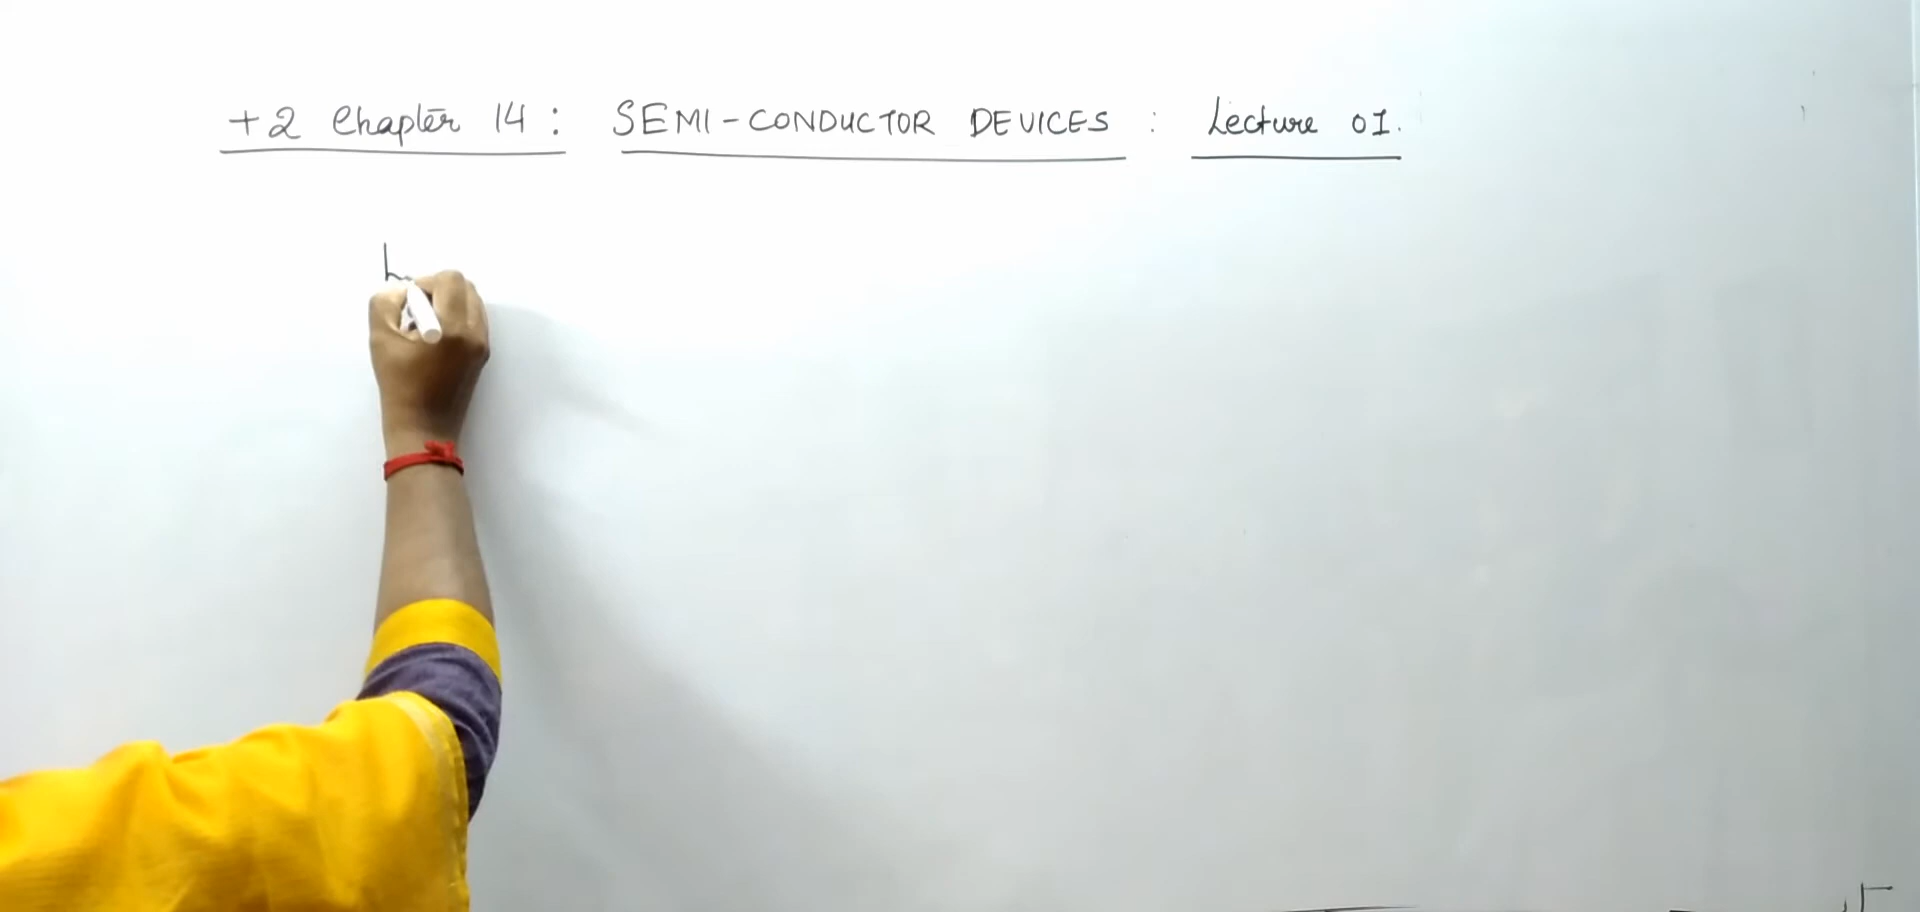 +2 Chapter 14 : SEMI-CONDUCTOR DEVICES : Lecture 01.